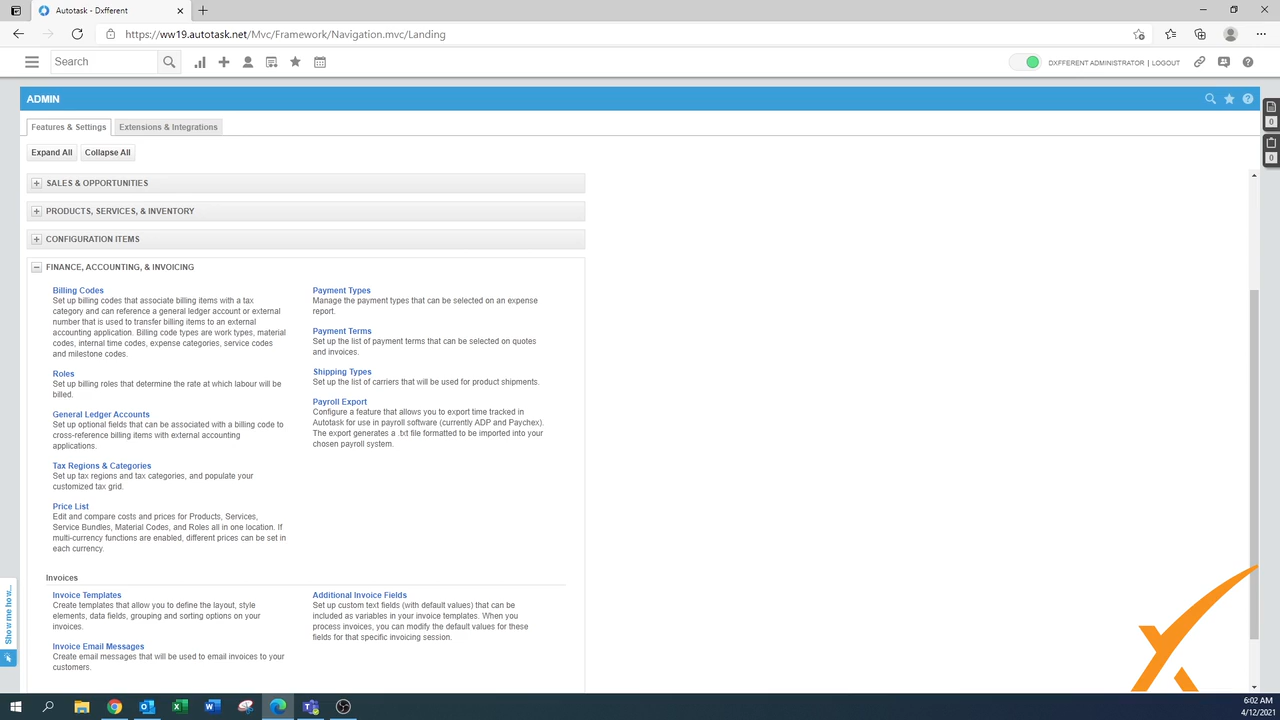 Autotask - Dxfferent
https://ww19.autotask.net/Mvc/Framework/Navigation.mvc/Landing
Search
DXFFERENT ADMINISTRATOR | LOGOUT
ADMIN
Features & Settings
Extensions & Integrations
0
0
Expand All
Collapse All
SALES & OPPORTUNITIES
PRODUCTS, SERVICES, & INVENTORY
CONFIGURATION ITEMS
FINANCE, ACCOUNTING, & INVOICING
Billing Codes
Set up billing codes that associate billing items with a tax
category and can reference a general ledger account or external
number that is used to transfer billing items to an external
accounting application. Billing code types are work types, material
codes, internal time codes, expense categories, service codes
and milestone codes.
Roles
Set up billing roles that determine the rate at which labour will be
billed.
General Ledger Accounts
Set up optional fields that can be associated with a billing code to
cross-reference billing items with external accounting
applications.
Tax Regions & Categories
Set up tax regions and tax categories, and populate your
customized tax grid.
Price List
Edit and compare costs and prices for Products, Services,
Service Bundles, Material Codes, and Roles all in one location. If
multi-currency functions are enabled, different prices can be set in
each currency.
Payment Types
Manage the payment types that can be selected on an expense
report.
Payment Terms
Set up the list of payment terms that can be selected on quotes
and invoices.
Shipping Types
Set up the list of carriers that will be used for product shipments.
Payroll Export
Configure a feature that allows you to export time tracked in
Autotask for use in payroll software (currently ADP and Paychex).
The export generates a .txt file formatted to be imported into your
chosen payroll system.
Invoices
Invoice Templates
Create templates that allow you to define the layout, style
elements, data fields, grouping and sorting options on your
invoices.
Invoice Email Messages
Create email messages that will be used to email invoices to your
customers.
Additional Invoice Fields
Set up custom text fields (with default values) that can be
included as variables in your invoice templates. When you
process invoices, you can modify the default values for these
fields for that specific invoicing session.
Show me how...
6:02 AM
4/12/2021